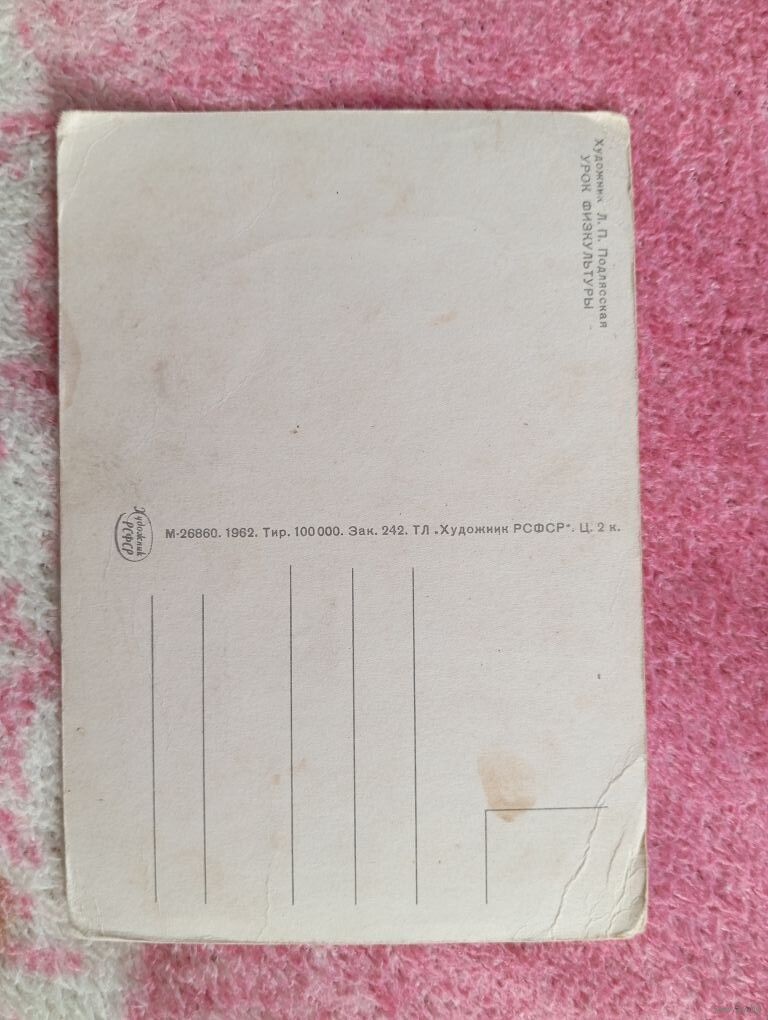 Художник Л. П. Подлясская
УРОК ФИЗКУЛЬТУРЫ
Художник
РСФСР
М-26860. 1962. Тир. 100 000. Зак. 242. ТЛ „Художник РСФСР“. Ц. 2 к.